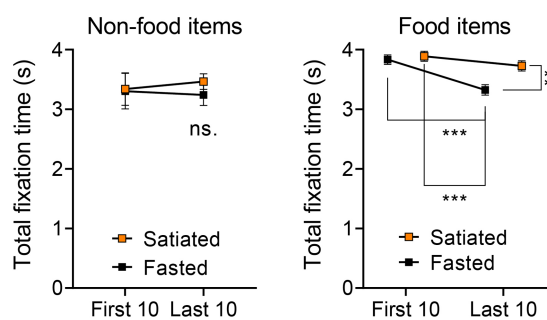 Non-food items
Total fixation time (s)
4
3
2
1
0
ns.
Satiated
Fasted
First 10 Last 10
Food items
Total fixation time (s)
4
3
2
1
0
***
***
Satiated
Fasted
First 10 Last 10